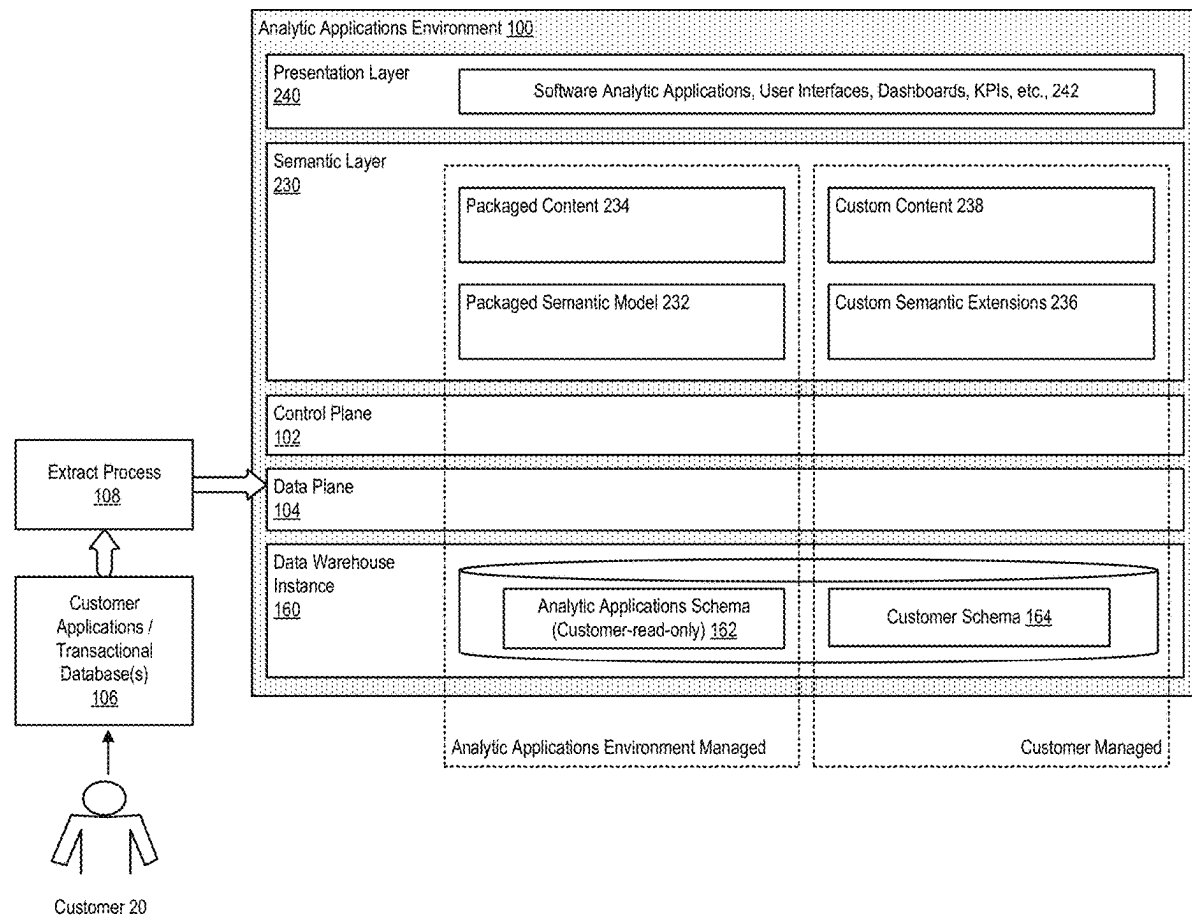 Analytic Applications Environment 100
Presentation Layer
240
Software Analytic Applications, User Interfaces, Dashboards, KPIs, etc., 242
Semantic Layer
230
Packaged Content 234
Custom Content 238
Packaged Semantic Model 232
Custom Semantic Extensions 236
Control Plane
102
Extract Process
108
Data Plane
104
Data Warehouse
Instance
160
Analytic Applications Schema
(Customer-read-only) 162
Customer Schema 164
Customer
Applications /
Transactional
Database(s)
106
Analytic Applications Environment Managed
Customer Managed
Customer 20